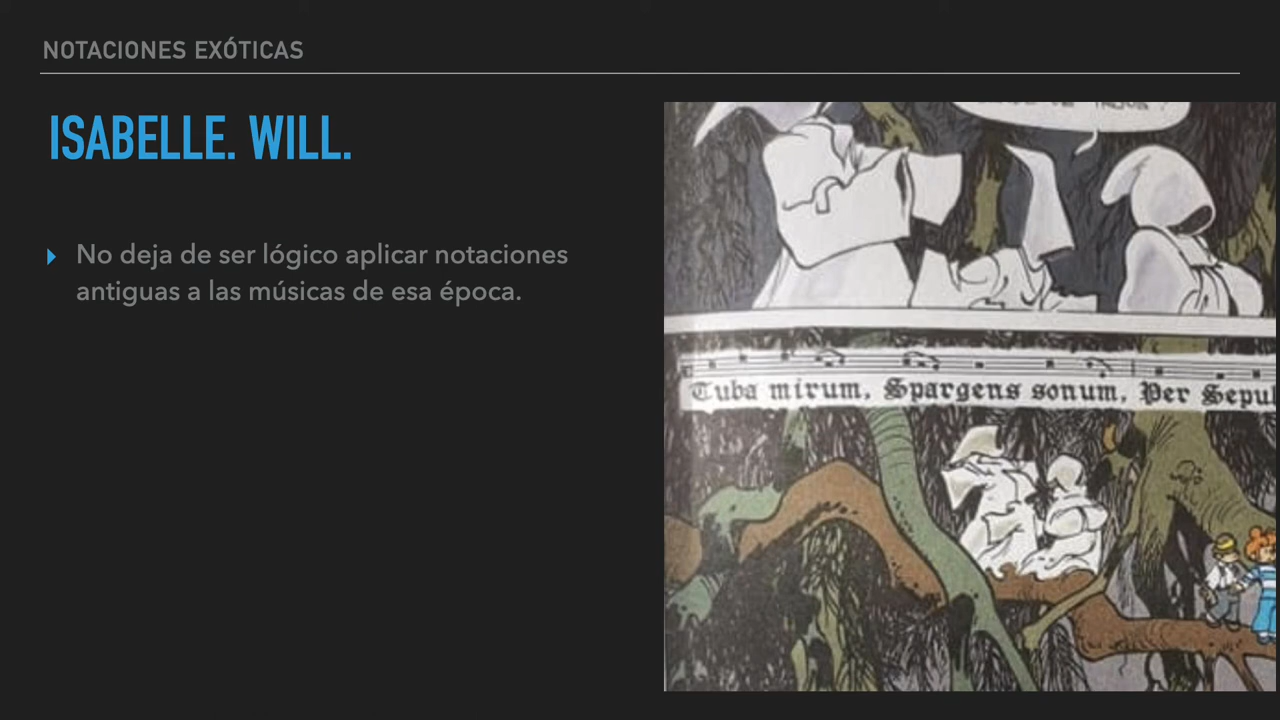 NOTACIONES EXÓTICAS
ISABELLE. WILL.
No deja de ser lógico aplicar notaciones
antiguas a las músicas de esa época.
Tuba mirum, Spargens sonum, Per Sepul